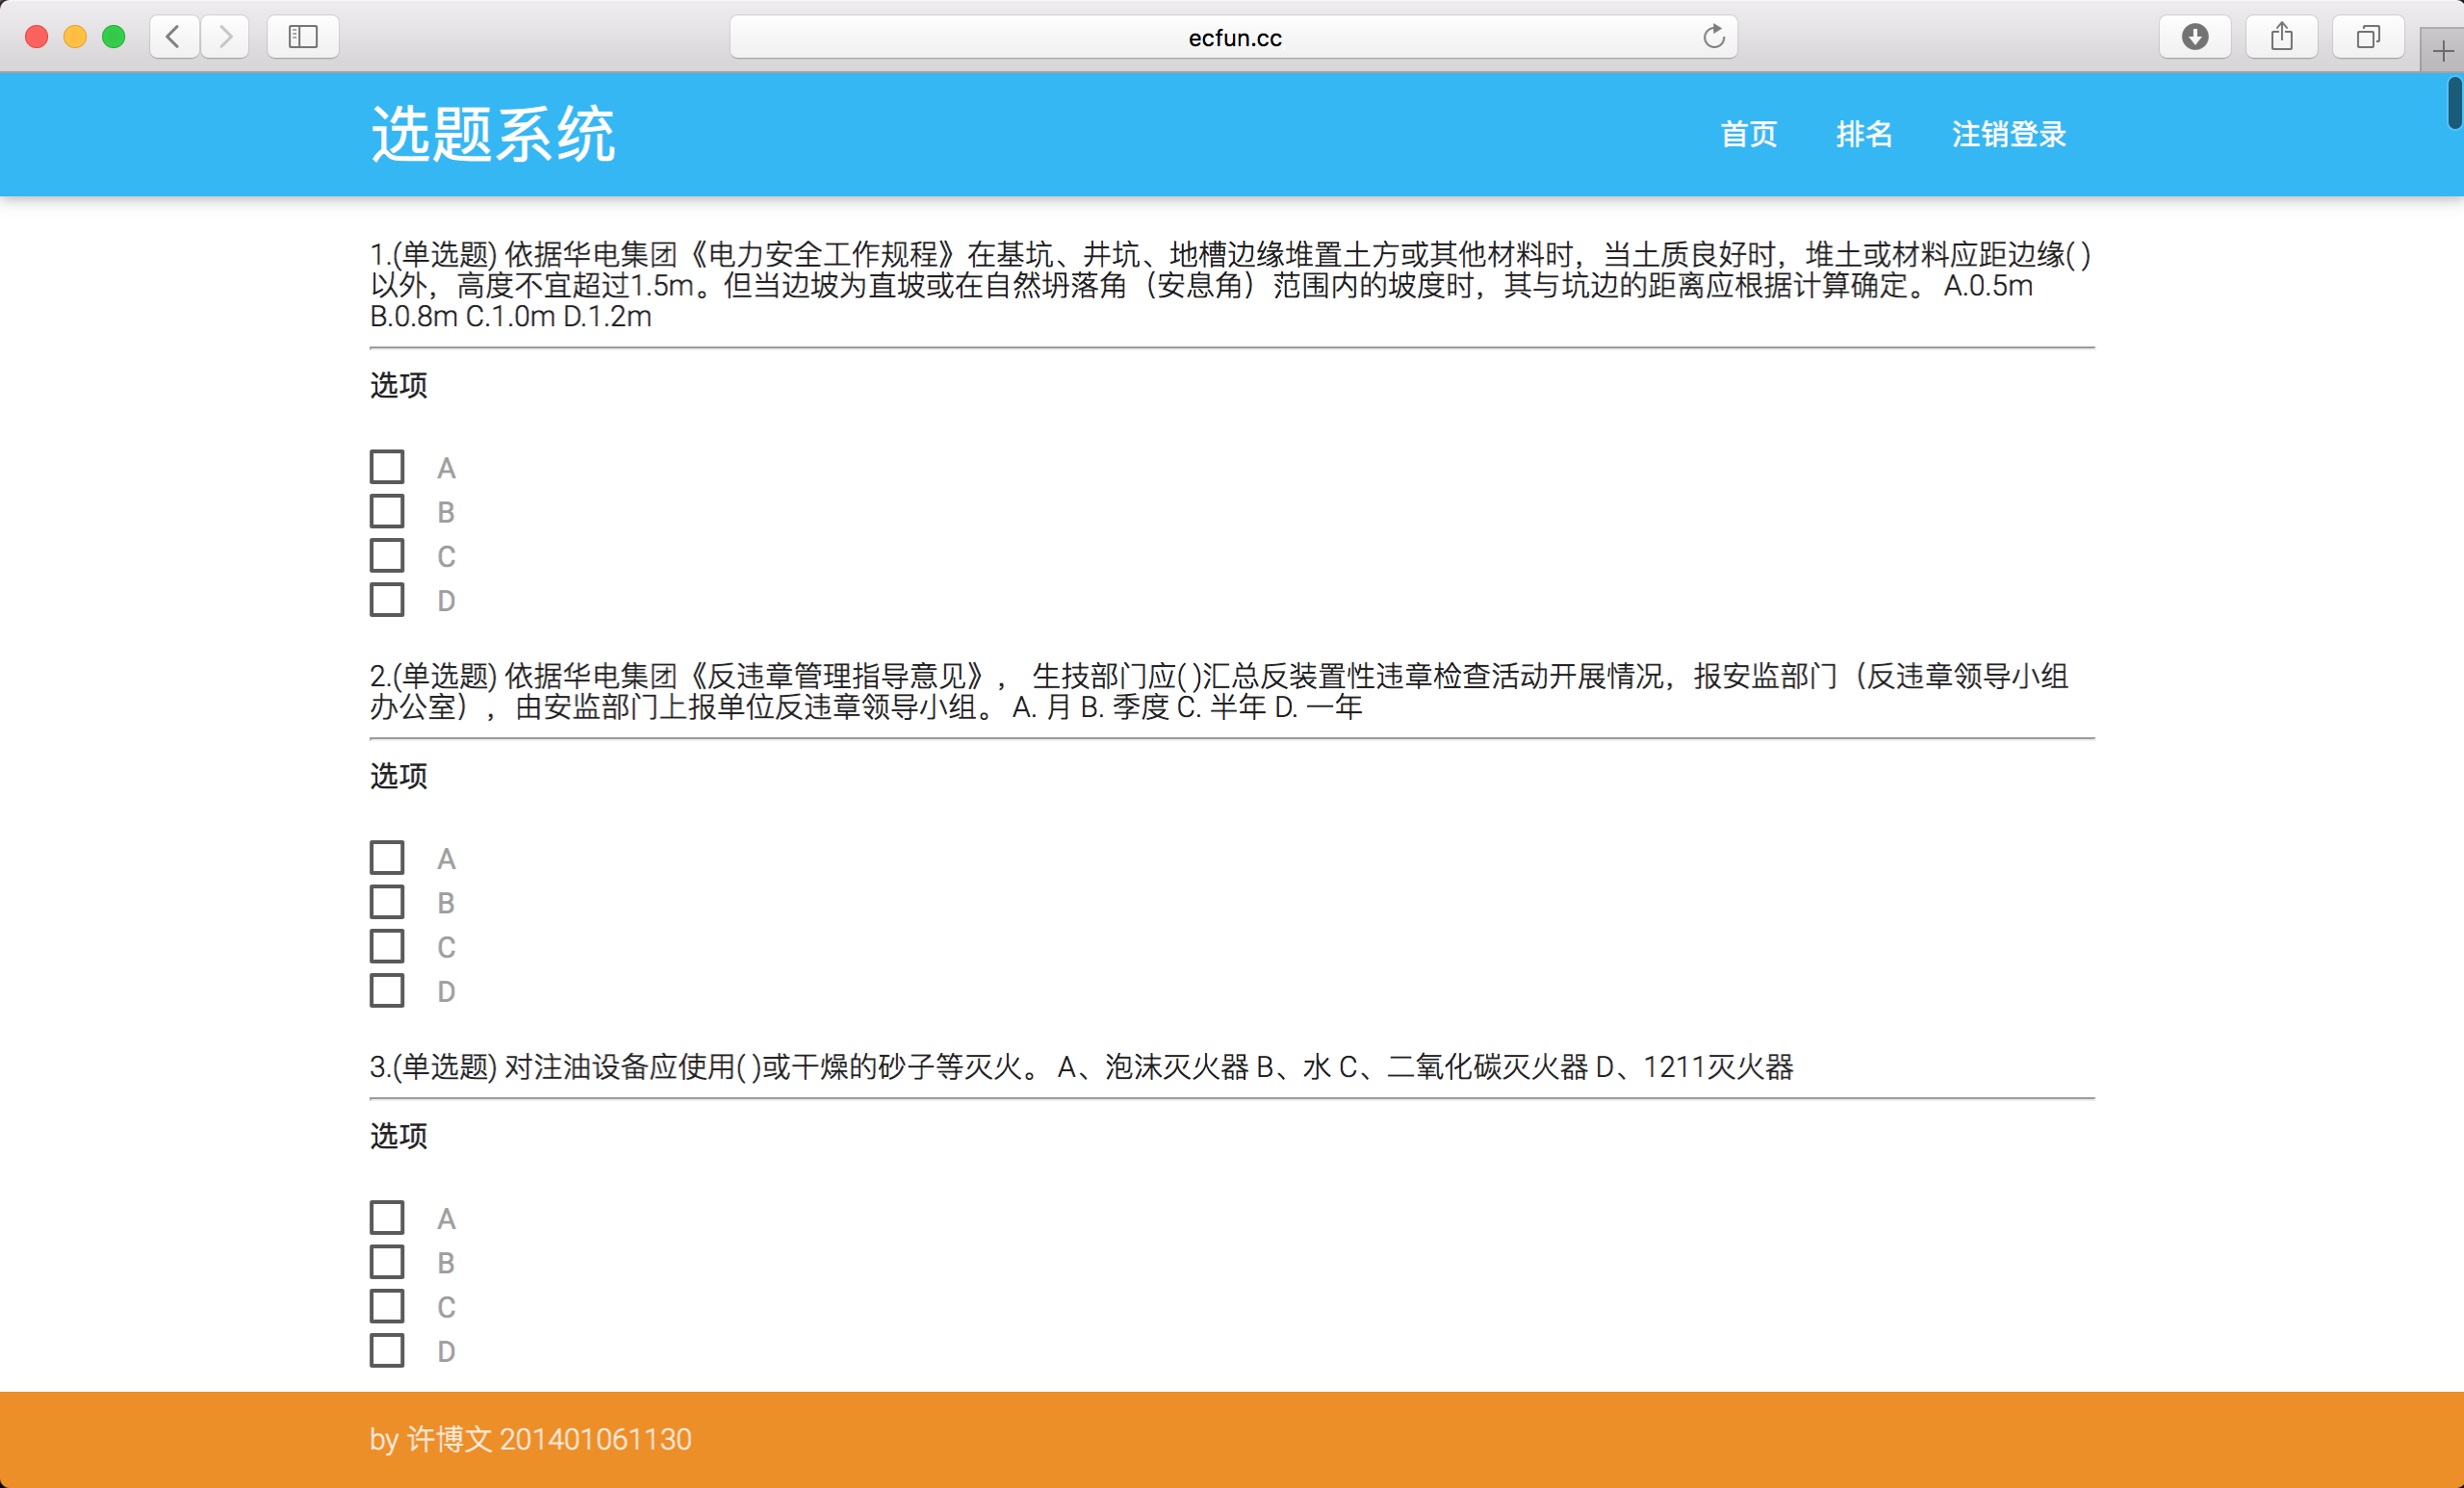 ecfun.cc
选题系统
首页 排名 注销登录
1.(单选题) 依据华电集团《电力安全工作规程》在基坑、井坑、地槽边缘堆置土方或其他材料时，当土质良好时，堆土或材料应距边缘( )
以外，高度不宜超过1.5m。但当边坡为直坡或在自然坍落角（安息角）范围内的坡度时，其与坑边的距离应根据计算确定。 A.0.5m
B.0.8m C.1.0m D.1.2m
选项
A
B
C
D
2.(单选题) 依据华电集团《反违章管理指导意见》， 生技部门应( )汇总反装置性违章检查活动开展情况，报安监部门（反违章领导小组
办公室），由安监部门上报单位反违章领导小组。 A. 月 B. 季度 C. 半年 D. 一年
选项
A
B
C
D
3.(单选题) 对注油设备应使用( )或干燥的砂子等灭火。 A、泡沫灭火器 B、水 C、二氧化碳灭火器 D、1211灭火器
选项
A
B
C
D
by 许博文 201401061130